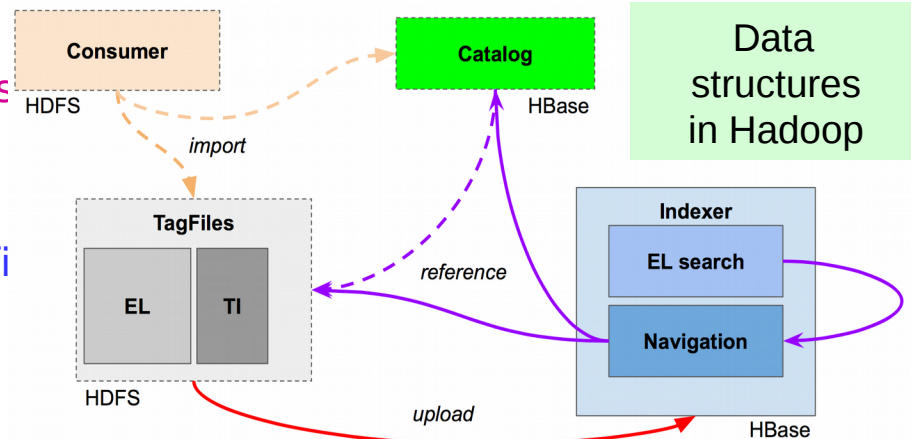 Consumer
HDFS
s
import
Catalog
HBase
Data
structures
in Hadoop
TagFiles
fi
EL
TI
HDFS
reference
Indexer
EL search
Navigation
HBase
upload